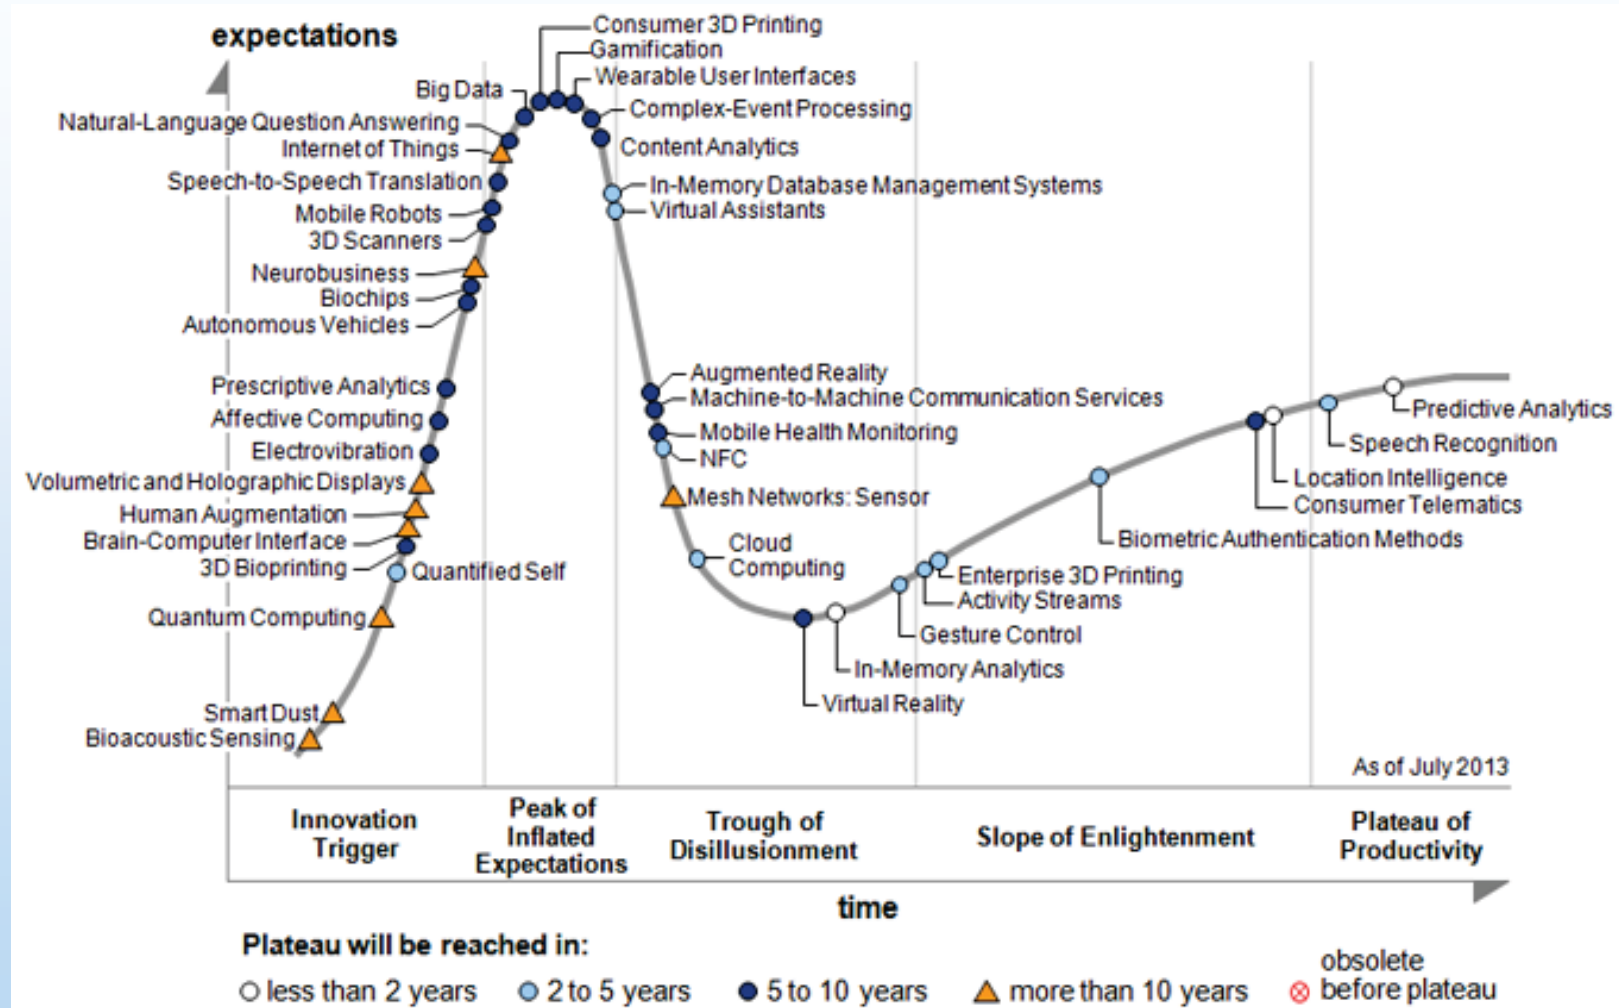 expectations
Consumer 3D Printing
Gamification
Wearable User Interfaces
Big Data
Complex-Event Processing
Natural-Language Question Answering
Content Analytics
Internet of Things
Speech-to-Speech Translation
In-Memory Database Management Systems
Mobile Robots
Virtual Assistants
3D Scanners
Neurobusiness
Biochips
Autonomous Vehicles
Augmented Reality
Prescriptive Analytics
Machine-to-Machine Communication Services
Affective Computing
Mobile Health Monitoring
Electrovibration
NFC
Volumetric and Holographic Displays
Mesh Networks: Sensor
Human Augmentation
Brain-Computer Interface
3D Bioprinting
Quantified Self
Cloud
Computing
Quantum Computing
Smart Dust
Bioacoustic Sensing
Predictive Analytics
Speech Recognition
Location Intelligence
Consumer Telematics
Biometric Authentication Methods
Enterprise 3D Printing
Activity Streams
Gesture Control
In-Memory Analytics
Virtual Reality
As of July 2013
Innovation
Trigger
Peak of
Inflated
Expectations
Trough of
Disillusionment
Slope of Enlightenment
Plateau of
Productivity
time
Plateau will be reached in:
less than 2 years
2 to 5 years
5 to 10 years
more than 10 years
obsolete
before plateau